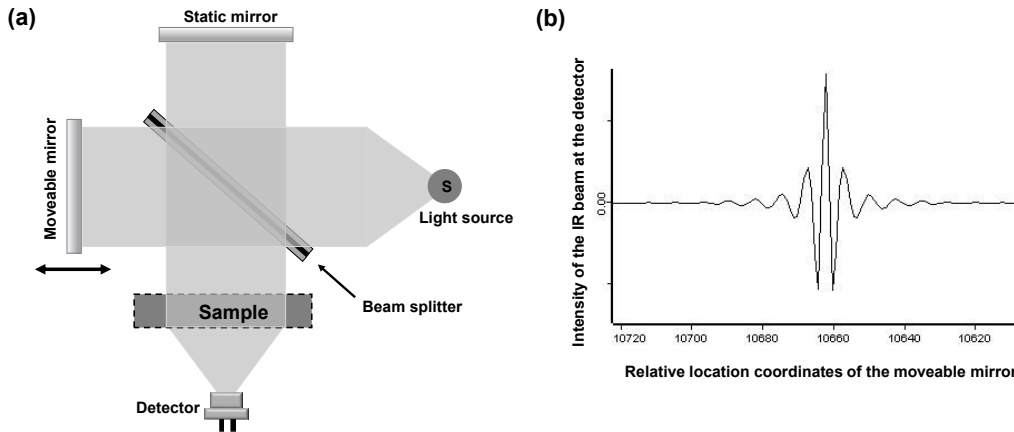 (a)
Static mirror
Moveable mirror
S
Light source
Beam splitter
Sample
Detector
(b)
Intensity of the IR beam at the detector
0.00
10720 10700 10680 10660 10640 10620
Relative location coordinates of the moveable mirror